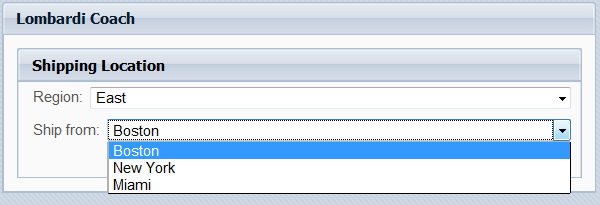 Lombardi Coach
Shipping Location
Region: East
Ship from: Boston
Boston
New York
Miami